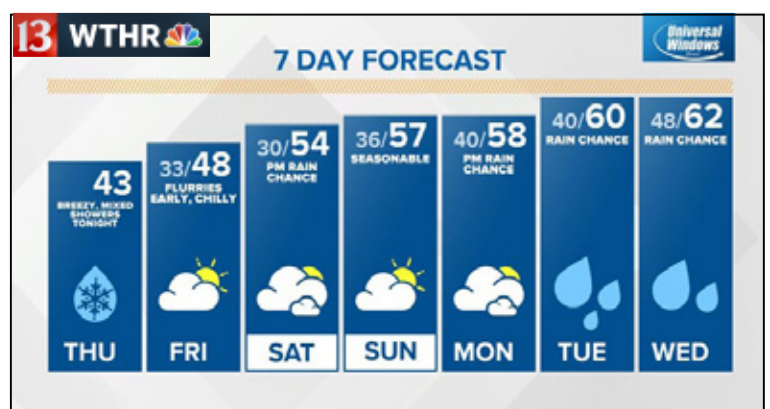 13 WTHR
Universal
Windows
7 DAY FORECAST
43
BREEZY, MIXED
SHOWERS
TONIGHT
THU
33/48
FLURRIES
EARLY, CHILLY
FRI
30/54
PM RAIN
CHANCE
SAT
36/57
SEASONABLE
SUN
40/58
PM RAIN
CHANCE
MON
40/60
RAIN CHANCE
TUE
48/62
RAIN CHANCE
WED